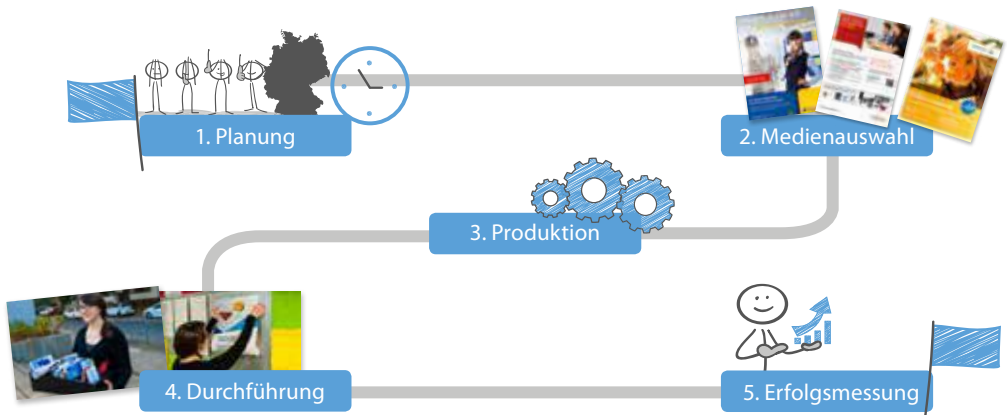 1. Planung
2. Medienauswahl
3. Produktion
4. Durchführung
5. Erfolgsmessung